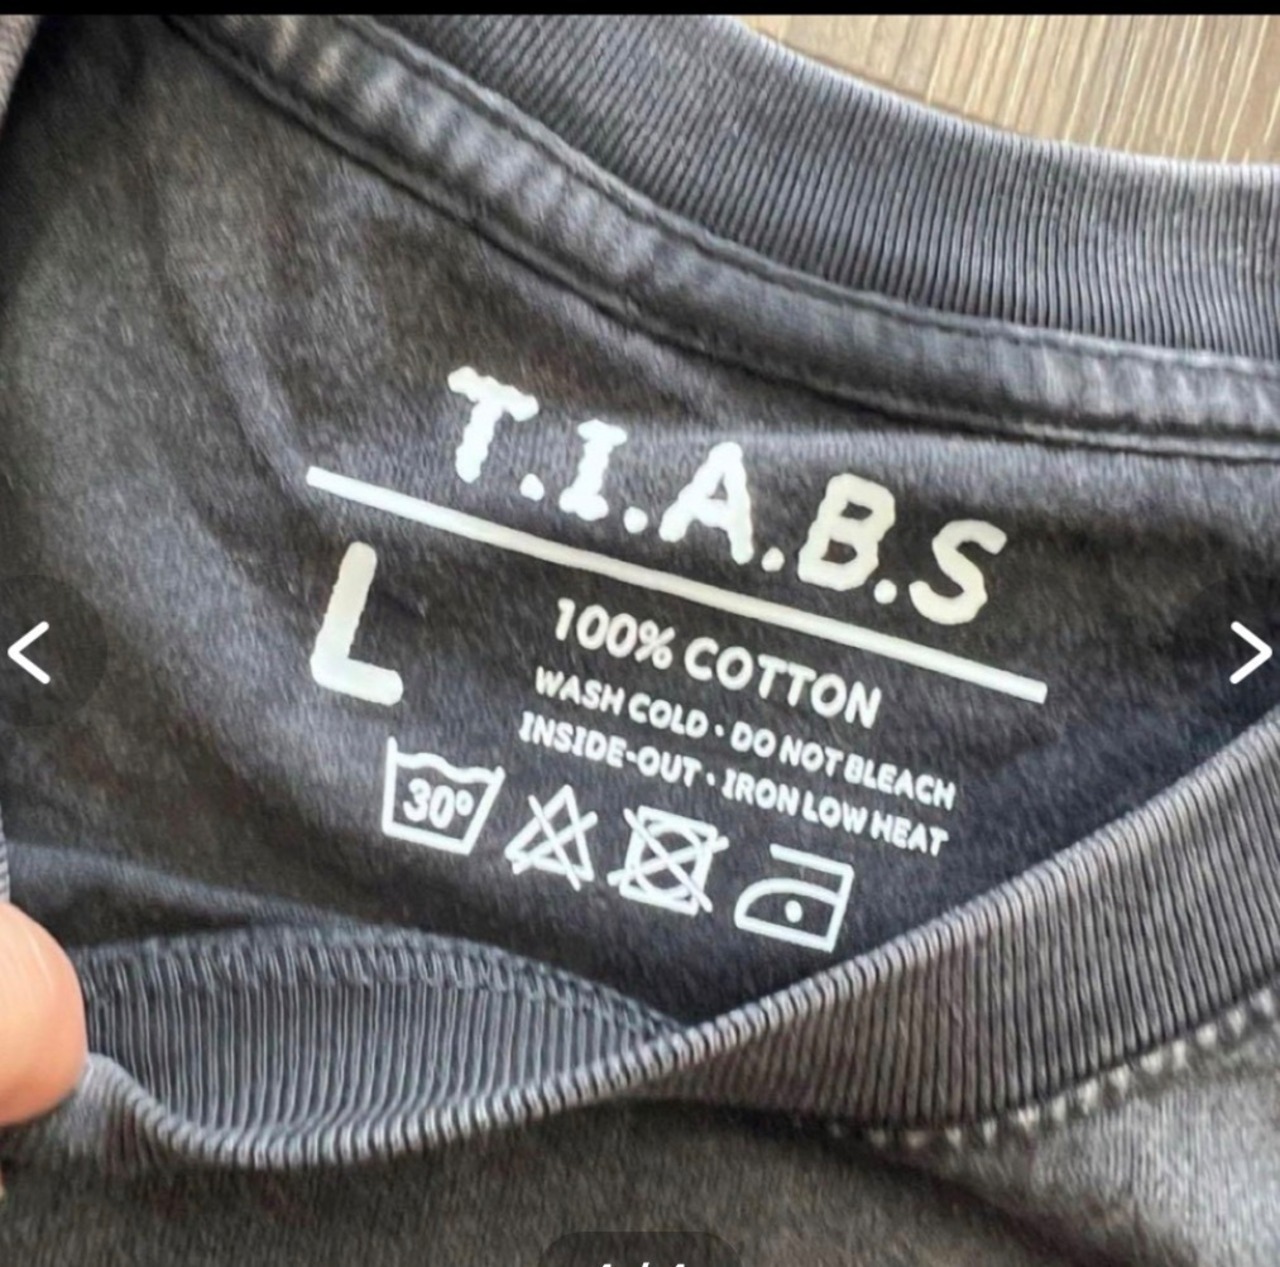 T.I.A.B.S
L
100% COTTON
WASH COLD · DO NOT BLEACH
INSIDE-OUT · IRON LOW HEAT
30°